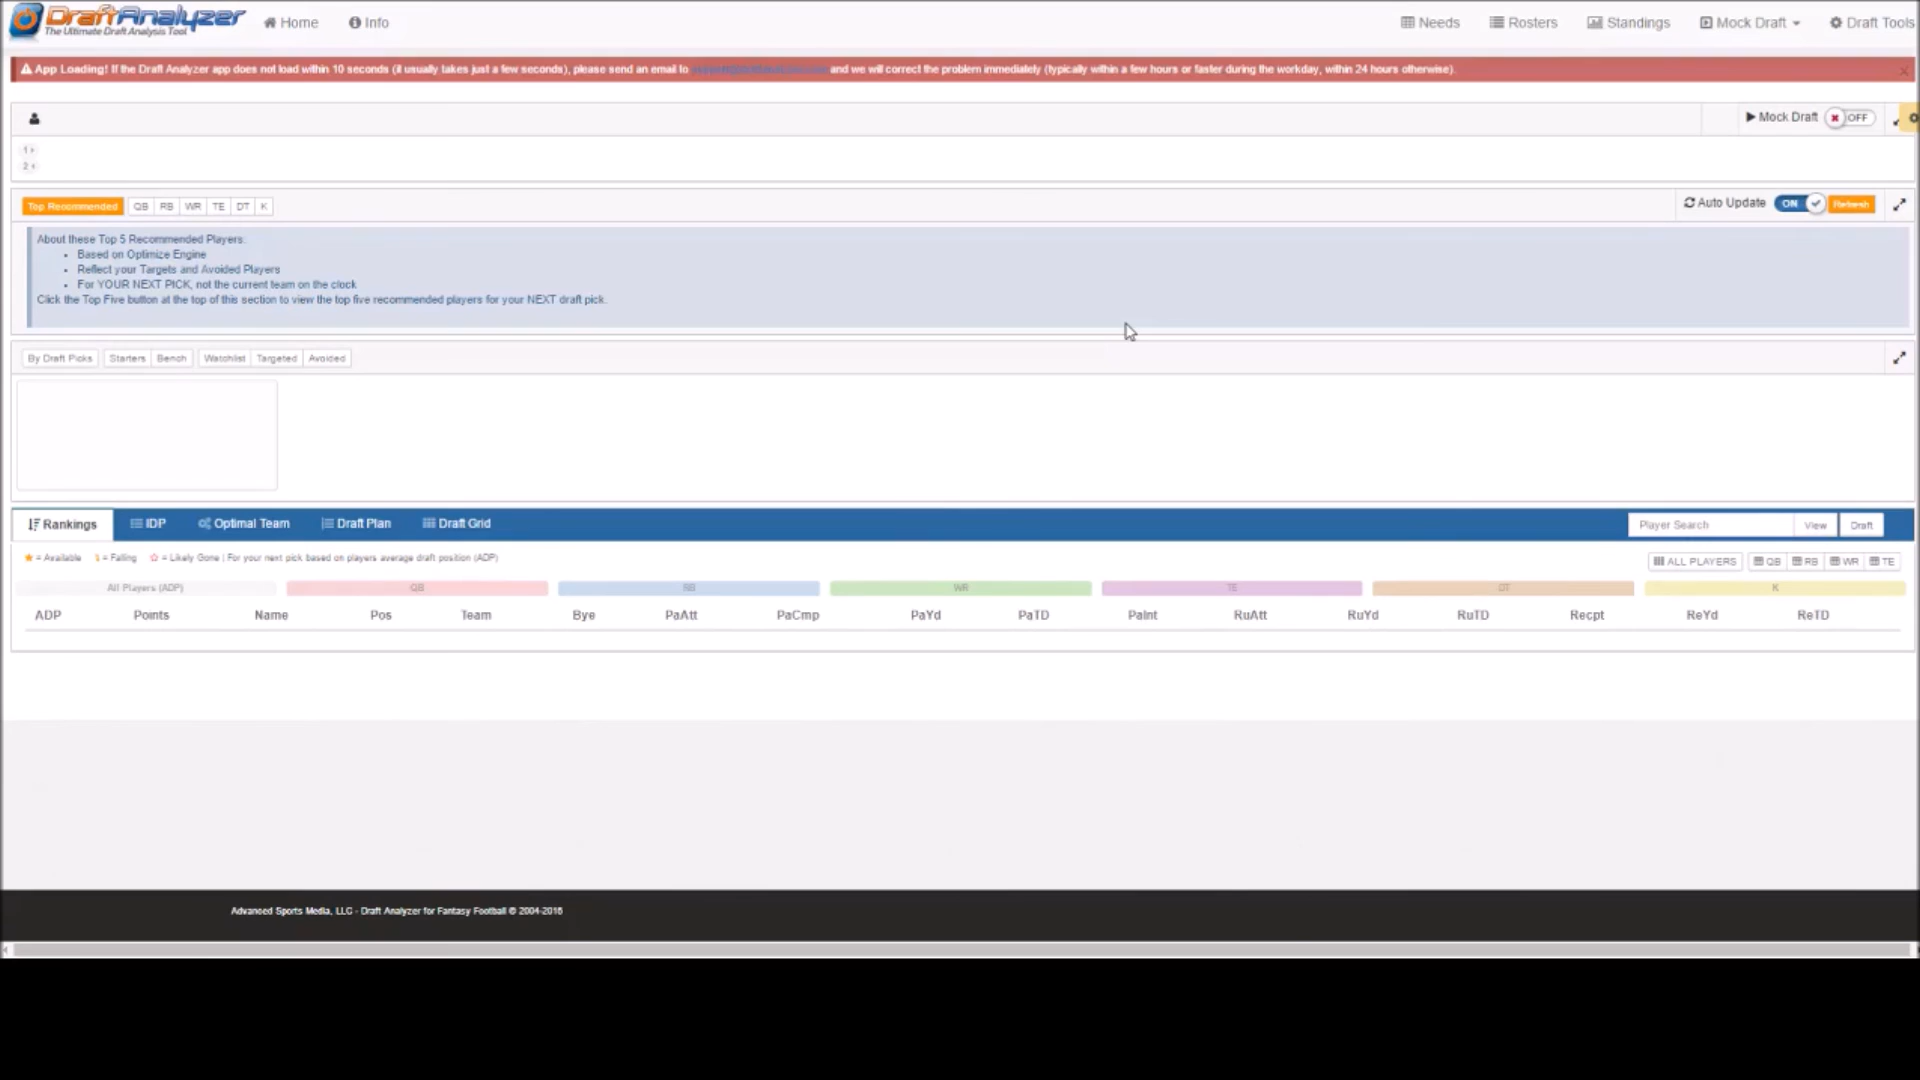 DraftAnalyzer
The Ultimate Draft Analysis Tool
Home
Info
Needs
Rosters
Standings
Mock Draft
Draft Tools
App Loading! If the Draft Analyzer app does not load within 10 seconds (it usually takes just a few seconds), please send an email to
and we will correct the problem immediately (typically within a few hours or faster during the workday, within 24 hours otherwise).
Mock Draft
OFF
1
2
Top Recommended QB RB WR TE DT K
Auto Update ON Refresh
About these Top 5 Recommended Players:
Based on Optimize Engine
Reflect your Targets and Avoided Players
For YOUR NEXT PICK, not the current team on the clock
Click the Top Five button at the top of this section to view the top five recommended players for your NEXT draft pick.
By Draft Picks Starters Bench Watchlist Targeted Avoided
Rankings IDP Optimal Team Draft Plan Draft Grid
Player Search View Draft
= Available = Falling = Likely Gone | For your next pick based on players average draft position (ADP)
ALL PLAYERS QB RB WR TE
All Players (ADP) QB RB WR TE DT K
ADP Points Name Pos Team Bye PaAtt PaCmp PaYd PaTD PaInt RuAtt RuYd RuTD Recpt ReYd ReTD
Advanced Sports Media, LLC - Draft Analyzer for Fantasy Football © 2004-2016